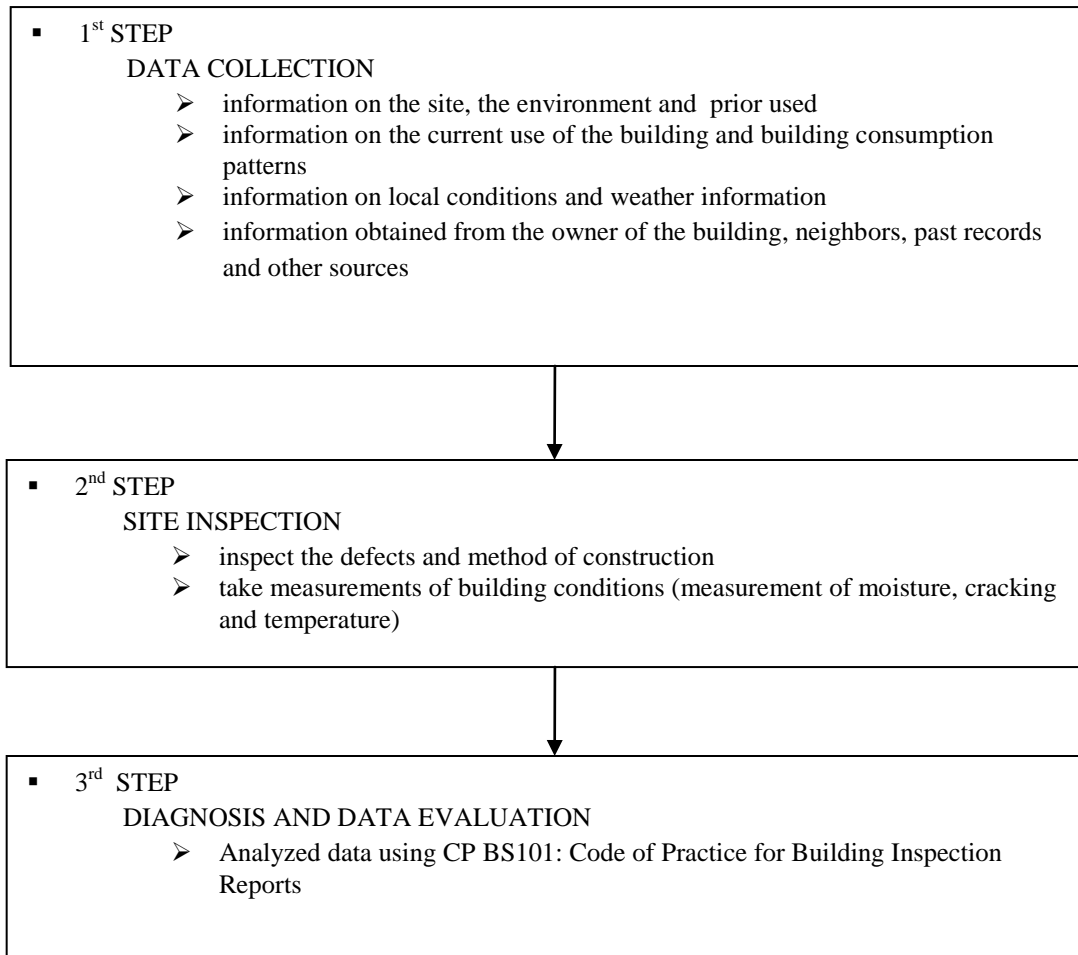 ▪ 1st STEP
DATA COLLECTION
➢ information on the site, the environment and prior used
➢ information on the current use of the building and building consumption
patterns
➢ information on local conditions and weather information
➢ information obtained from the owner of the building, neighbors, past records
and other sources
▪ 2nd STEP
SITE INSPECTION
➢ inspect the defects and method of construction
➢ take measurements of building conditions (measurement of moisture, cracking
and temperature)
▪ 3rd STEP
DIAGNOSIS AND DATA EVALUATION
➢ Analyzed data using CP BS101: Code of Practice for Building Inspection
Reports